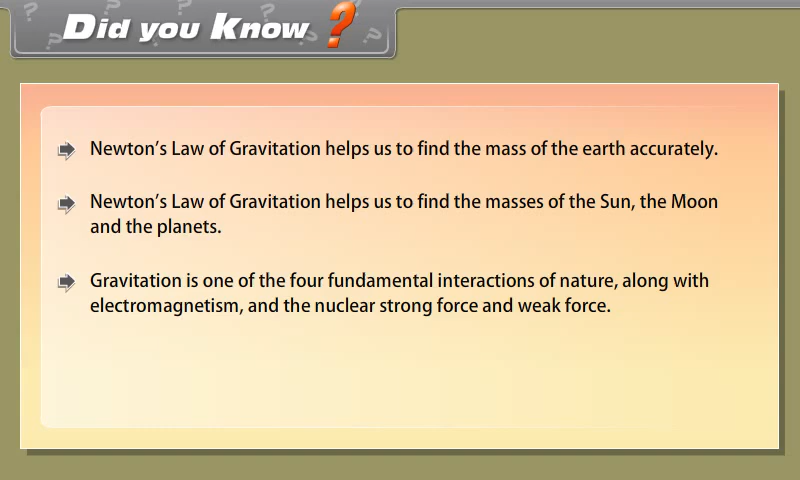 Did you Know ?
Newton’s Law of Gravitation helps us to find the mass of the earth accurately.
Newton’s Law of Gravitation helps us to find the masses of the Sun, the Moon
and the planets.
Gravitation is one of the four fundamental interactions of nature, along with
electromagnetism, and the nuclear strong force and weak force.